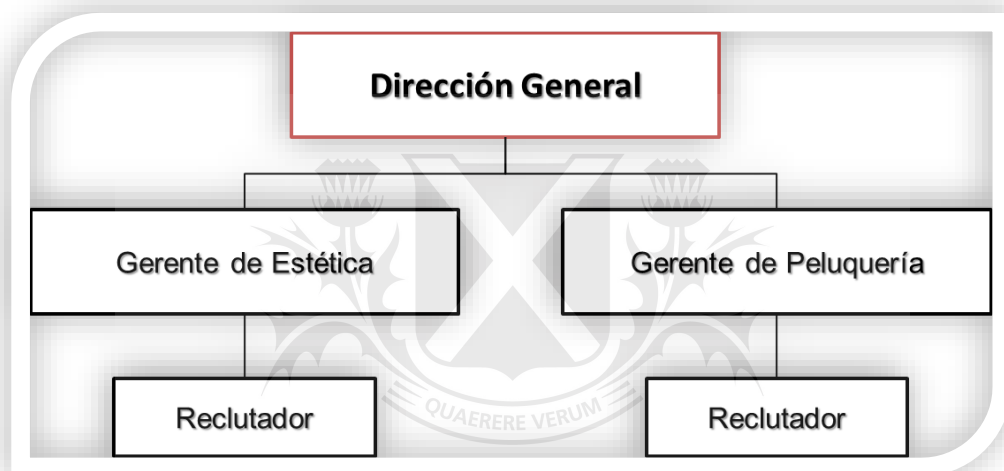 Dirección General
Gerente de Estética
Gerente de Peluquería
Reclutador
Reclutador
QUAERERE VERUM